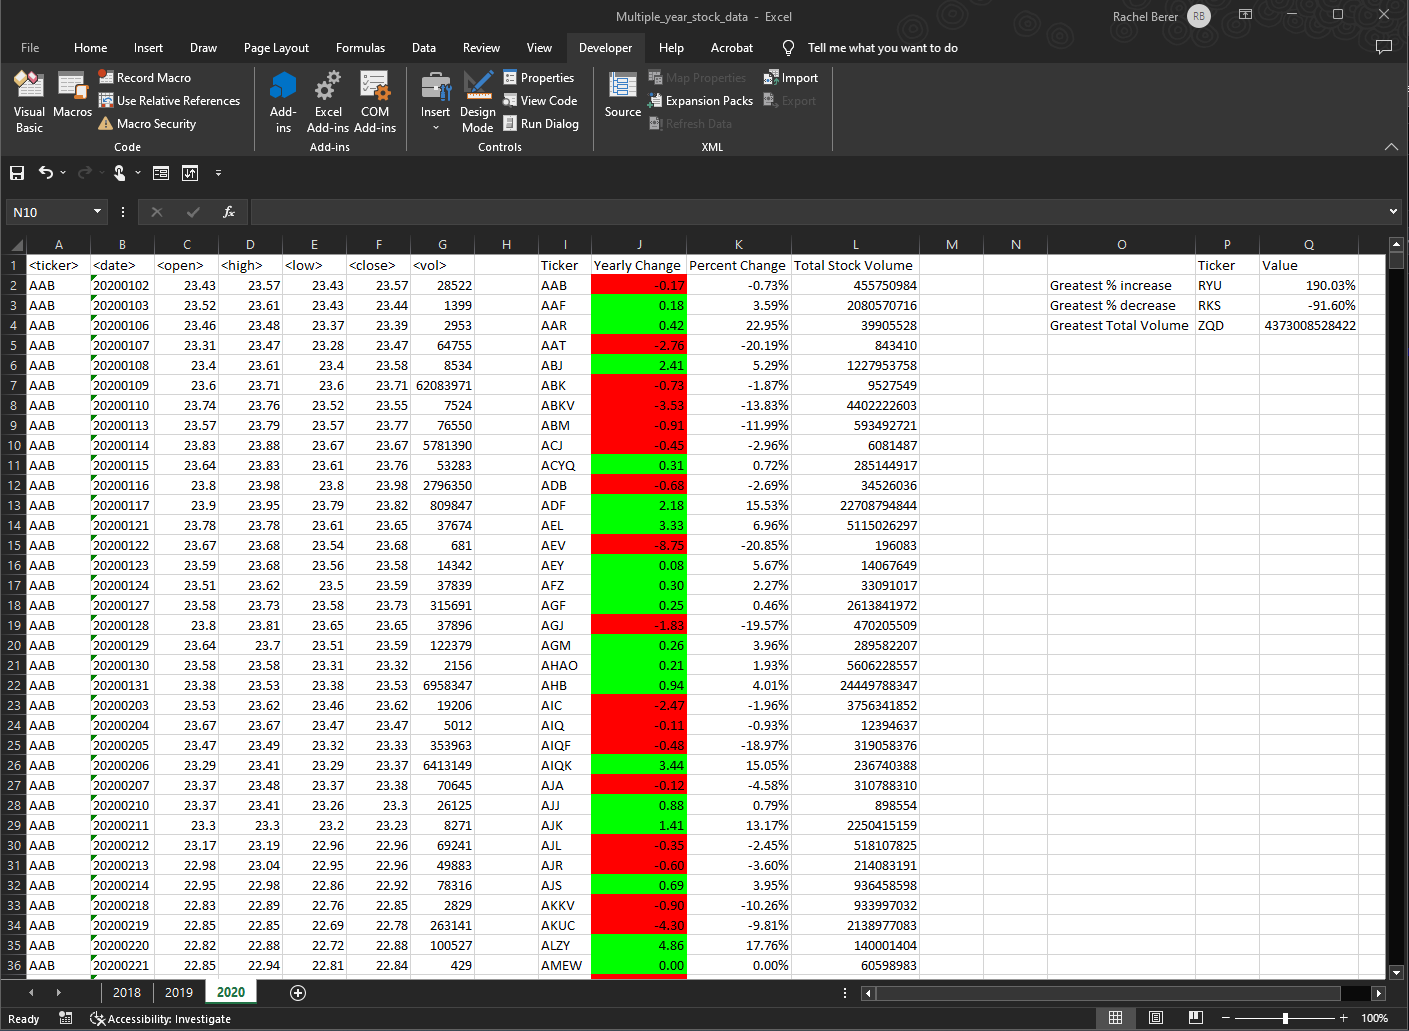 Multiple_year_stock_data - Excel
Rachel Berer RB
File Home Insert Draw Page Layout Formulas Data Review View Developer Help Acrobat Tell me what you want to do
Visual Basic
Macros
Record Macro
Use Relative References
Macro Security
Code
Add-ins
Excel Add-ins
COM Add-ins
Add-ins
Insert
Design Mode
Properties
View Code
Run Dialog
Controls
Source
Map Properties
Expansion Packs
Refresh Data
Import
Export
XML
N10
fx
A B C D E F G H I J K L M N O P Q
1 <ticker> <date> <open> <high> <low> <close> <vol> Ticker Yearly Change Percent Change Total Stock Volume Ticker Value
2 AAB 20200102 23.43 23.57 23.43 23.57 28522 AAB -0.17 -0.73% 455750984 Greatest % increase RYU 190.03%
3 AAB 20200103 23.52 23.61 23.43 23.44 1399 AAF 0.18 3.59% 2080570716 Greatest % decrease RKS -91.60%
4 AAB 20200106 23.46 23.48 23.37 23.39 2953 AAR 0.42 22.95% 39905528 Greatest Total Volume ZQD 4373008528422
5 AAB 20200107 23.31 23.47 23.28 23.47 64755 AAT -2.76 -20.19% 843410
6 AAB 20200108 23.4 23.61 23.4 23.58 8534 ABJ 2.41 5.29% 1227953758
7 AAB 20200109 23.6 23.71 23.6 23.71 62083971 ABK -0.73 -1.87% 9527549
8 AAB 20200110 23.74 23.76 23.52 23.55 7524 ABKV -3.53 -13.83% 4402222603
9 AAB 20200113 23.57 23.79 23.57 23.77 76550 ABM -0.91 -11.99% 593492721
10 AAB 20200114 23.83 23.88 23.67 23.67 5781390 ACJ -0.45 -2.96% 6081487
11 AAB 20200115 23.64 23.83 23.61 23.76 53283 ACYQ 0.31 0.72% 285144917
12 AAB 20200116 23.8 23.98 23.8 23.98 2796350 ADB -0.68 -2.69% 34526036
13 AAB 20200117 23.9 23.95 23.79 23.82 809847 ADF 2.18 15.53% 22708794844
14 AAB 20200121 23.78 23.78 23.61 23.65 37674 AEL 3.33 6.96% 5115026297
15 AAB 20200122 23.67 23.68 23.54 23.68 681 AEV -8.75 -20.85% 196083
16 AAB 20200123 23.59 23.68 23.56 23.58 14342 AEY 0.08 5.67% 14067649
17 AAB 20200124 23.51 23.62 23.5 23.59 37839 AFZ 0.30 2.27% 33091017
18 AAB 20200127 23.58 23.73 23.58 23.73 315691 AGF 0.25 0.46% 2613841972
19 AAB 20200128 23.8 23.81 23.65 23.65 37896 AGJ -1.83 -19.57% 470205509
20 AAB 20200129 23.64 23.7 23.51 23.59 122379 AGM 0.26 3.96% 289582207
21 AAB 20200130 23.58 23.58 23.31 23.32 2156 AHAO 0.21 1.93% 5606228557
22 AAB 20200131 23.38 23.53 23.38 23.53 6958347 AHB 0.94 4.01% 24449788347
23 AAB 20200203 23.53 23.62 23.46 23.62 19206 AIC -2.47 -1.96% 3756341852
24 AAB 20200204 23.67 23.67 23.47 23.47 5012 AIQ -0.11 -0.93% 12394637
25 AAB 20200205 23.47 23.49 23.32 23.33 353963 AIQF -0.48 -18.97% 319058376
26 AAB 20200206 23.29 23.41 23.29 23.37 6413149 AIQK 3.44 15.05% 236740388
27 AAB 20200207 23.37 23.48 23.37 23.38 70645 AJA -0.12 -4.58% 310788310
28 AAB 20200210 23.37 23.41 23.26 23.3 26125 AJJ 0.88 0.79% 898554
29 AAB 20200211 23.3 23.3 23.2 23.23 8271 AJK 1.41 13.17% 2250415159
30 AAB 20200212 23.17 23.19 22.96 22.96 69241 AJL -0.35 -2.45% 518107825
31 AAB 20200213 22.98 23.04 22.95 22.96 49883 AJR -0.60 -3.60% 214083191
32 AAB 20200214 22.95 22.98 22.86 22.92 78316 AJS 0.69 3.95% 936458598
33 AAB 20200218 22.83 22.89 22.76 22.85 2829 AKKV -0.90 -10.26% 933997032
34 AAB 20200219 22.85 22.85 22.69 22.78 263141 AKUC -4.30 -9.81% 2138977083
35 AAB 20200220 22.82 22.88 22.72 22.88 100527 ALZY 4.86 17.76% 140001404
36 AAB 20200221 22.85 22.94 22.81 22.84 429 AMEW 0.00 0.00% 60598983
2018 2019 2020
Ready Accessibility: Investigate 100%